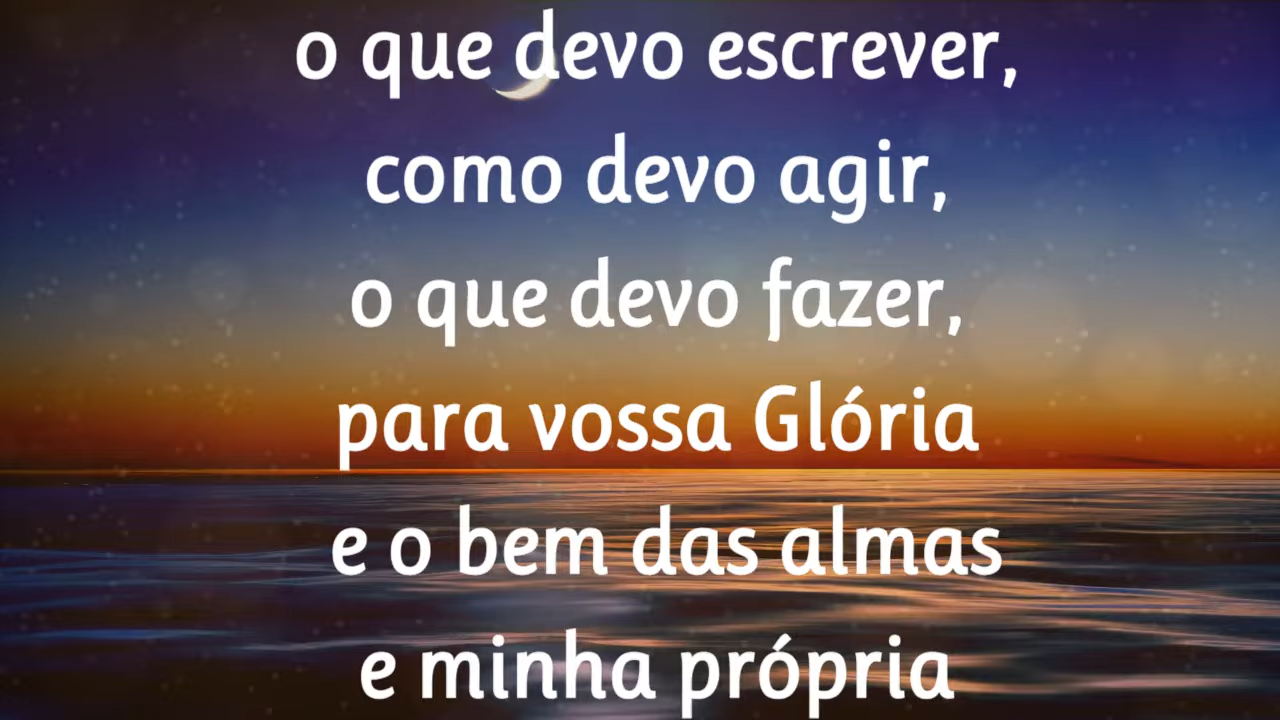 o que devo escrever,
como devo agir,
o que devo fazer,
para vossa Glória
e o bem das almas
e minha própria